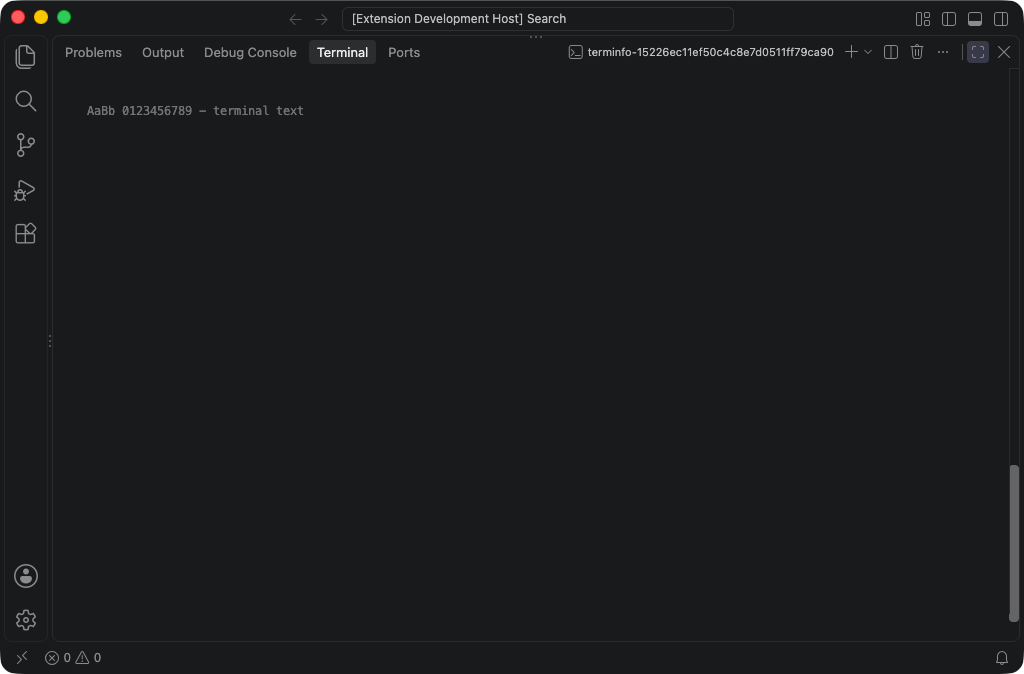 [Extension Development Host] Search
Problems Output Debug Console Terminal Ports terminfo-15226ec11ef50c4c8e7d0511ff79ca90
AaBb 0123456789 — terminal text
0 0